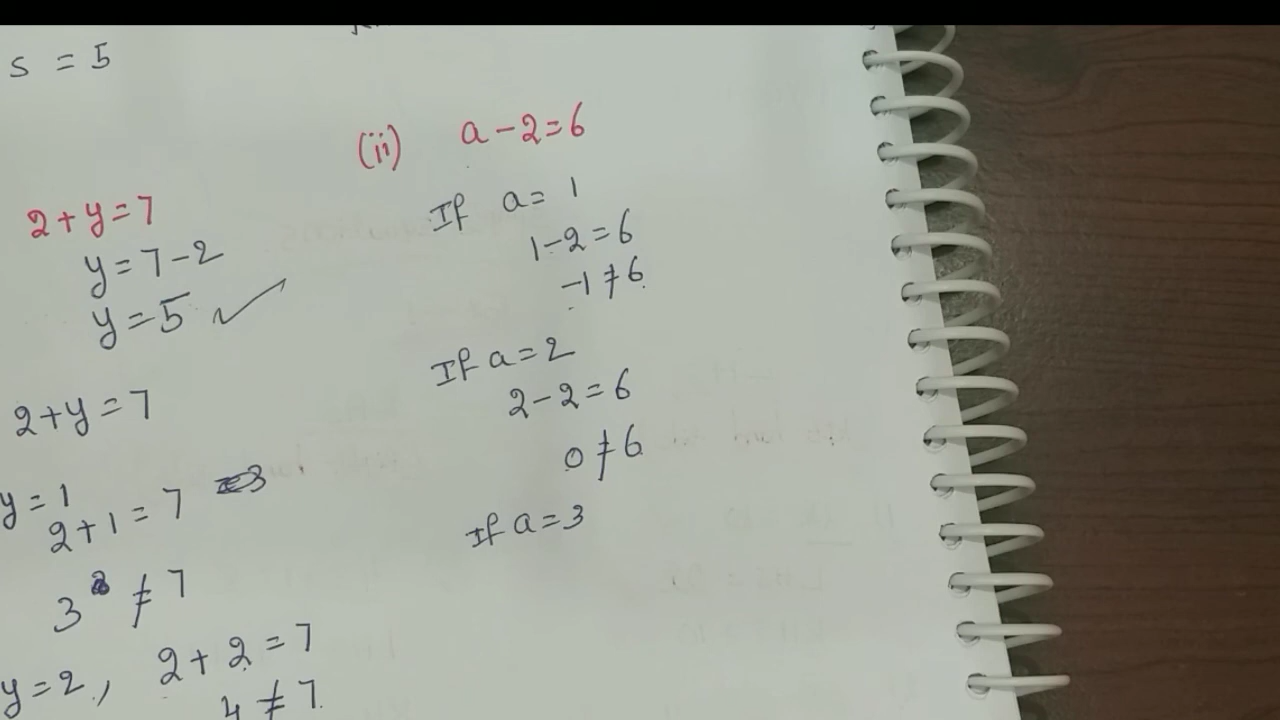 s = 5
2 + y = 7
y = 7 - 2
y = 5 ✓
2 + y = 7
y = 1
2 + 1 = 7
3 ≠ 7
y = 2, 2 + 2 = 7
4 ≠ 7
(ii) a - 2 = 6
If a = 1
1 - 2 = 6
-1 ≠ 6
If a = 2
2 - 2 = 6
0 ≠ 6
If a = 3